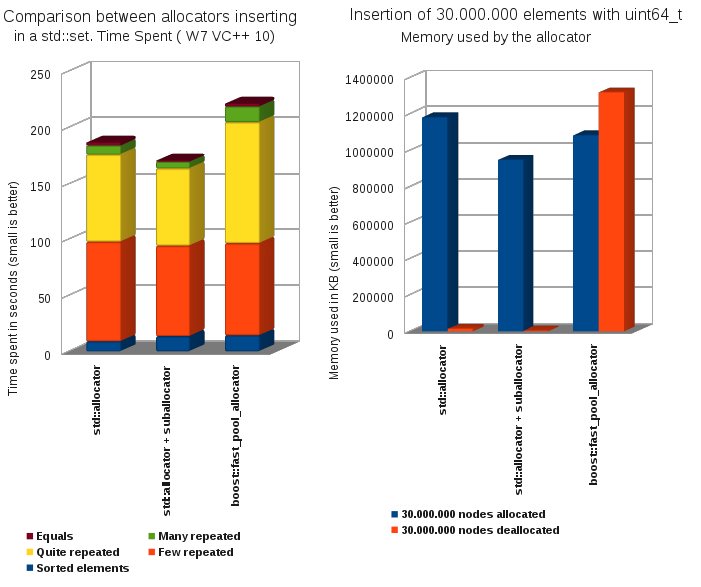 Comparison between allocators inserting
in a std::set. Time Spent ( W7 VC++ 10)
Time spent in seconds (small is better)
250
200
150
100
50
0
std::allocator
std:allocator + suballocator
boost::fast_pool_allocator
Equals
Many repeated
Quite repeated
Few repeated
Sorted elements
Insertion of 30.000.000 elements with uint64_t
Memory used by the allocator
Memory used in KB (small is better)
1400000
1200000
1000000
800000
600000
400000
200000
0
std::allocator
std::allocator + suballocator
boost::fast_pool_allocator
30.000.000 nodes allocated
30.000.000 nodes deallocated